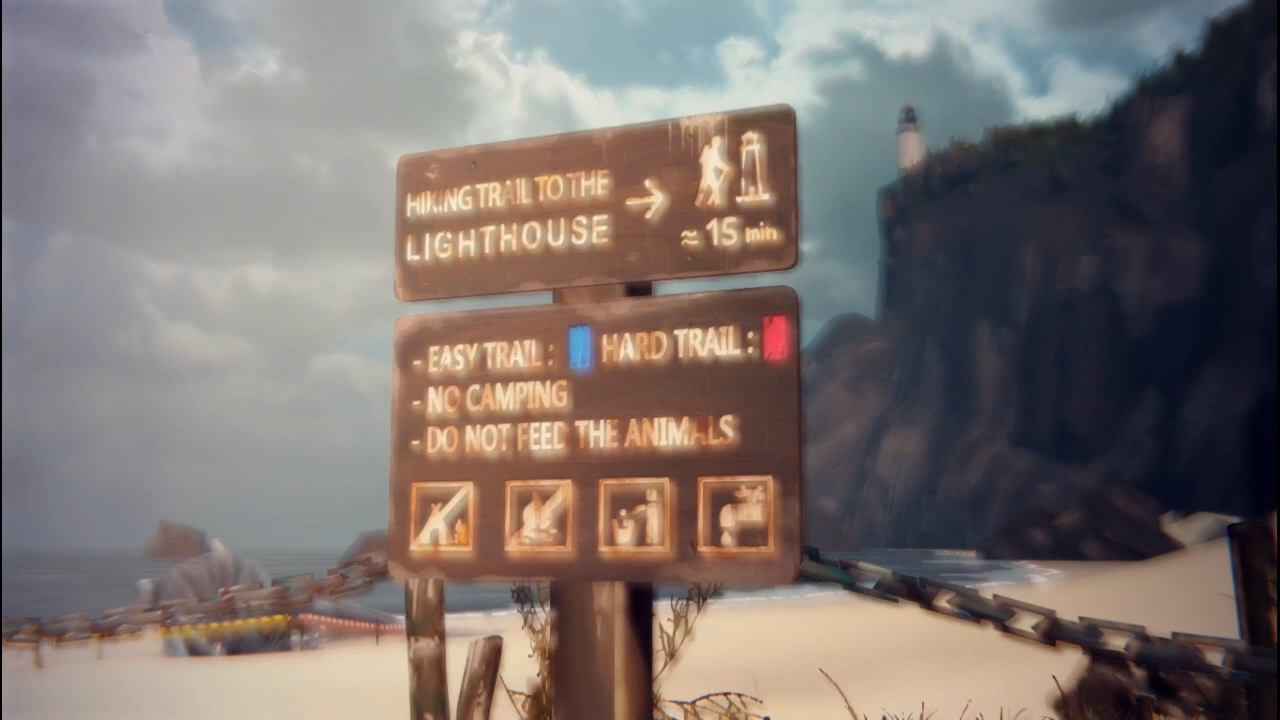 HIKING TRAIL TO THE
LIGHTHOUSE →
≈ 15 min
- EASY TRAIL : HARD TRAIL :
- NO CAMPING
- DO NOT FEED THE ANIMALS